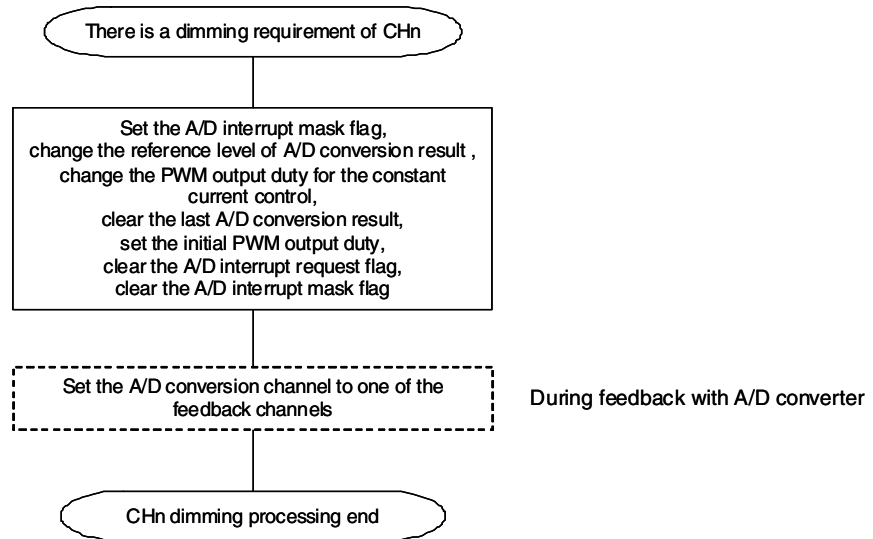 There is a dimming requirement of CHn
Set the A/D interrupt mask flag,
change the reference level of A/D conversion result ,
change the PWM output duty for the constant
current control,
clear the last A/D conversion result,
set the initial PWM output duty,
clear the A/D interrupt request flag,
clear the A/D interrupt mask flag
Set the A/D conversion channel to one of the
feedback channels
During feedback with A/D converter
CHn dimming processing end